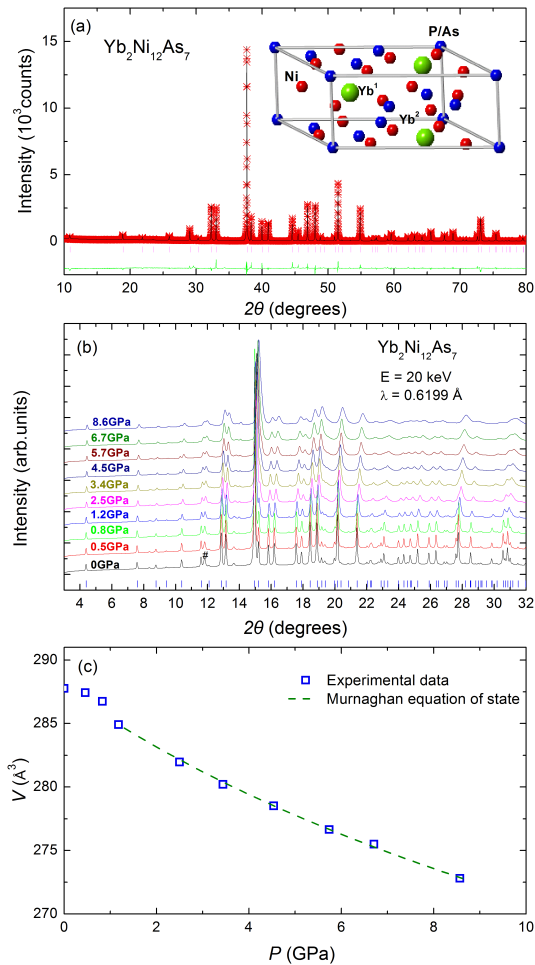 (a)
Yb2Ni12As7
P/As
Ni
Yb1
Yb2
Intensity (10^3counts)
15
10
5
0
10 20 30 40 50 60 70 80
2θ (degrees)
(b)
Yb2Ni12As7
E = 20 keV
λ = 0.6199 Å
8.6GPa
6.7GPa
5.7GPa
4.5GPa
3.4GPa
2.5GPa
1.2GPa
0.8GPa
0.5GPa
0GPa
#
Intensity (arb.units)
4 6 8 10 12 14 16 18 20 22 24 26 28 30 32
2θ (degrees)
(c)
Experimental data
Murnaghan equation of state
V (Å^3)
290
285
280
275
270
0 2 4 6 8 10
P (GPa)